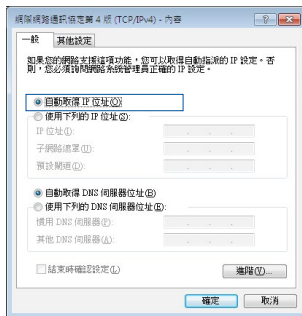 網際網路通訊協定第 4 版 (TCP/IPv4) - 內容
一般
其他設定
如果您的網路支援這項功能，您可以取得自動指派的 IP 設定。否
則，您必須詢問網路系統管理員正確的 IP 設定。
自動取得 IP 位址(O)
使用下列的 IP 位址(S):
IP 位址(I):
子網路遮罩(U):
預設閘道(D):
自動取得 DNS 伺服器位址(B)
使用下列的 DNS 伺服器位址(E):
慣用 DNS 伺服器(P):
其他 DNS 伺服器(A):
結束時確認設定(L)
進階(V)...
確定
取消